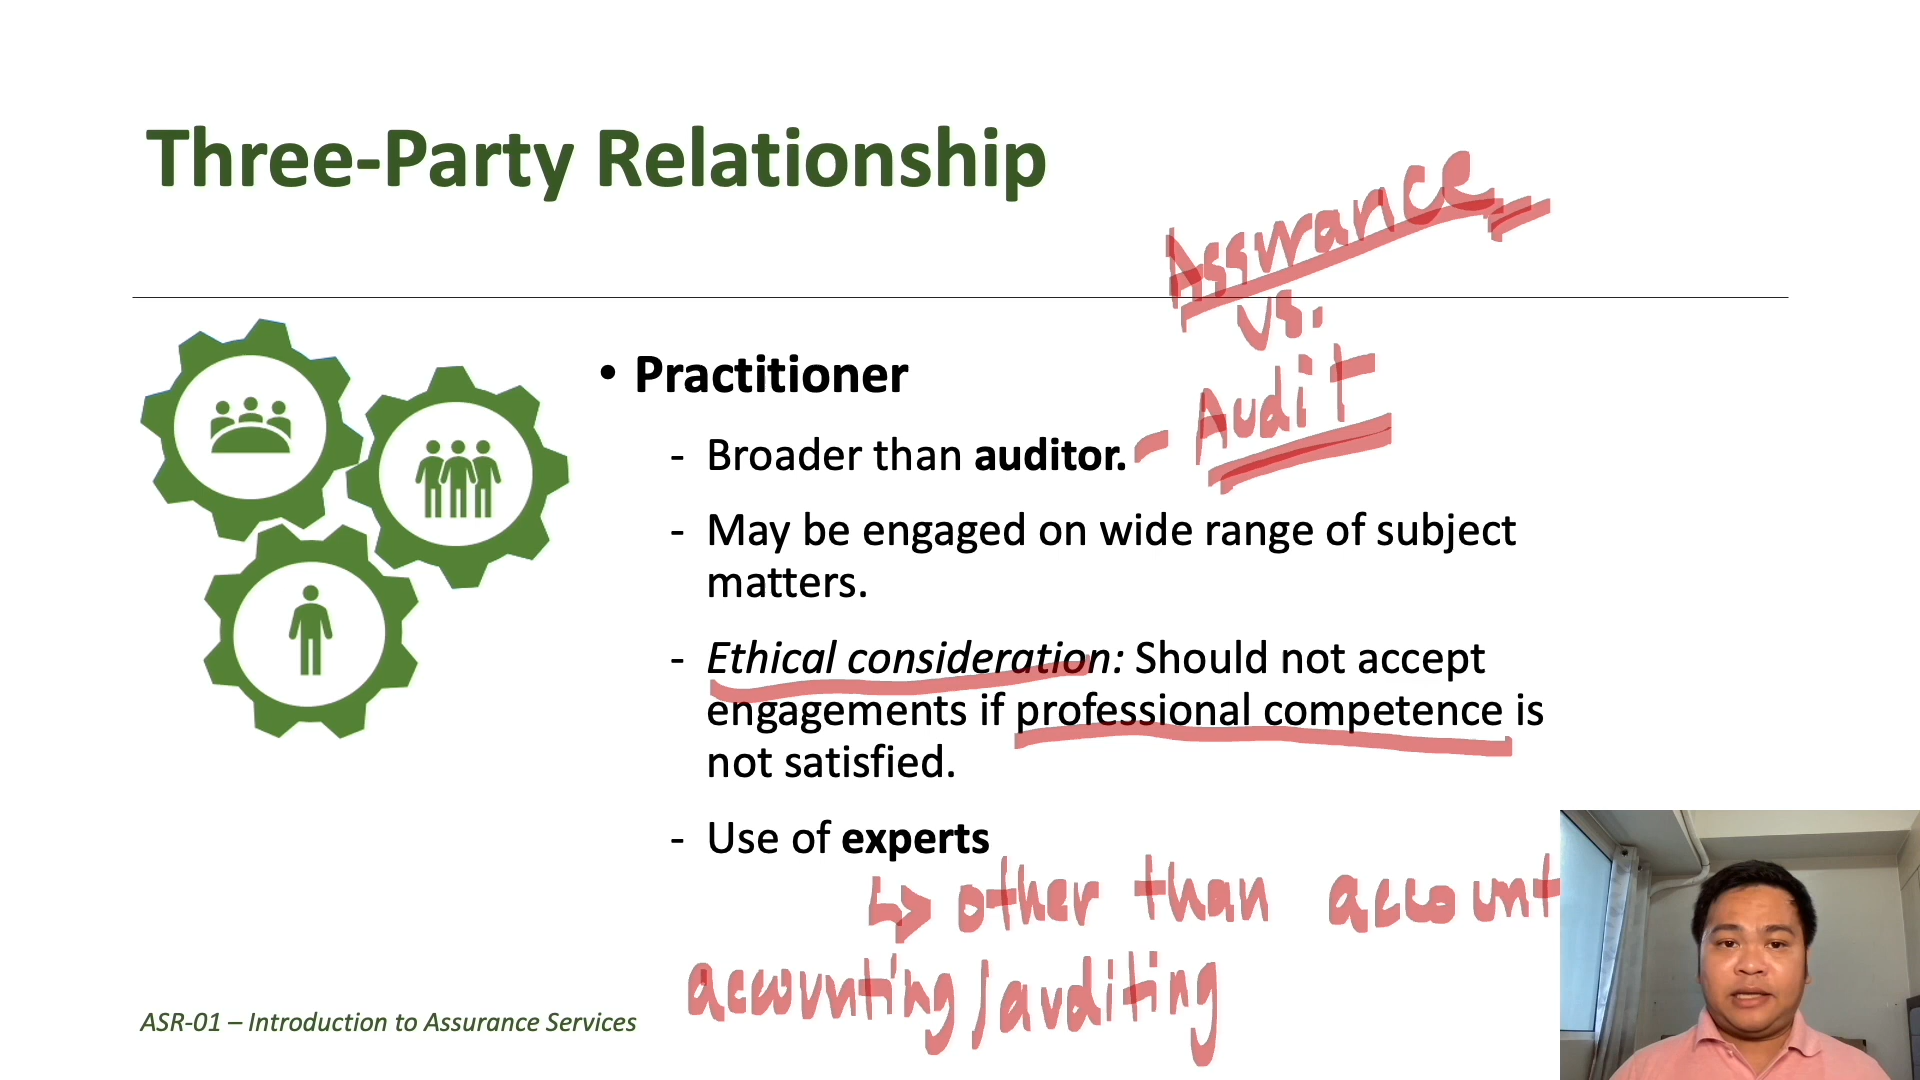 Three-Party Relationship
Assurance
vs.
Audit
• Practitioner
- Broader than auditor.
- May be engaged on wide range of subject
matters.
- Ethical consideration: Should not accept
engagements if professional competence is
not satisfied.
- Use of experts
↳ other than account
accounting/auditing
ASR-01 – Introduction to Assurance Services